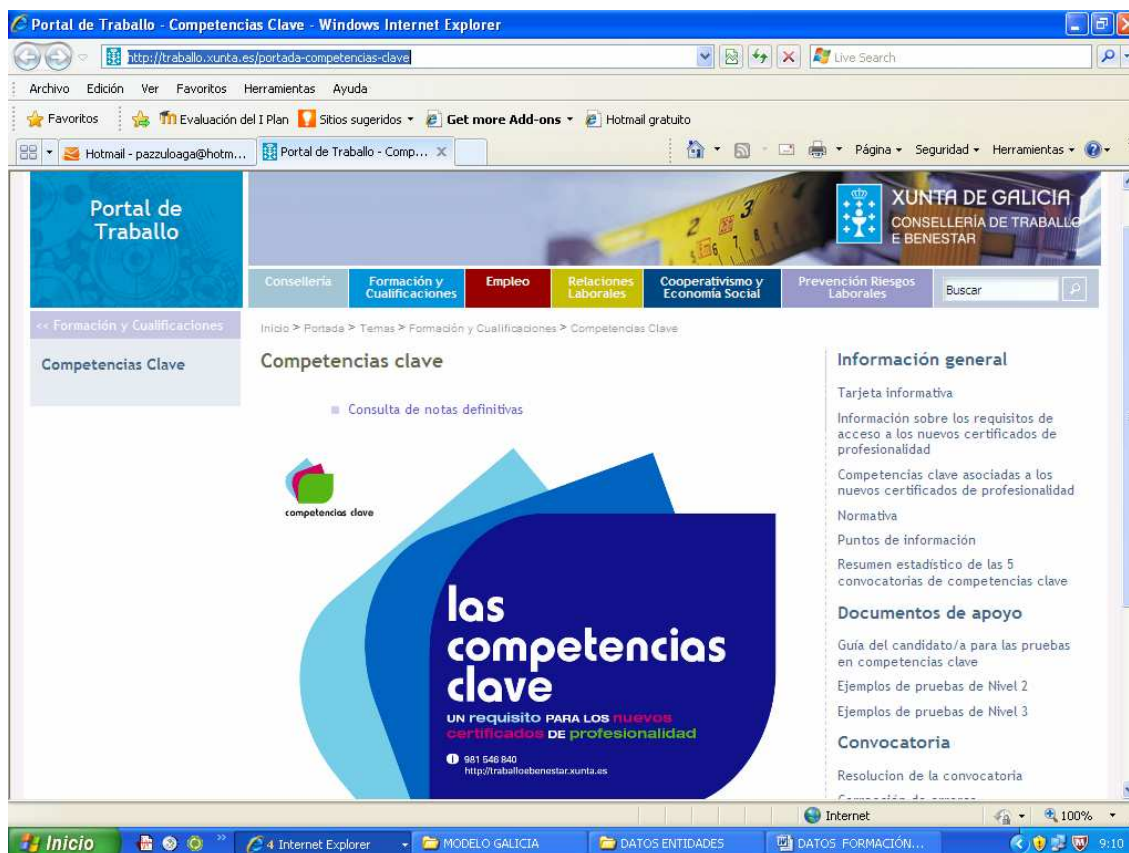 Portal de Traballo - Competencias Clave - Windows Internet Explorer
http://traballo.xunta.es/portada-competencias-clave
Live Search
Archivo Edición Ver Favoritos Herramientas Ayuda
Favoritos Evaluación del I Plan Sitios sugeridos Get more Add-ons Hotmail gratuito
Hotmail - pazzuloaga@hotm... Portal de Traballo - Comp... Página Seguridad Herramientas
Portal de
Traballo
2 3
6 7
XUNTA DE GALICIA
CONSELLERÍA DE TRABALLO
E BENESTAR
Consellería
Formación y
Cualificaciones
Empleo
Relaciones
Laborales
Cooperativismo y
Economía Social
Prevención Riesgos
Laborales
Buscar
<< Formación y Cualificaciones
Competencias Clave
Inicio > Portada > Temas > Formación y Cualificaciones > Competencias Clave
Competencias clave
Consulta de notas definitivas
competencias clave
las
competencias
clave
UN requisito PARA LOS nuevos
certificados DE profesionalidad
981 546 840
http://traballoebenestar.xunta.es
Información general
Tarjeta informativa
Información sobre los requisitos de
acceso a los nuevos certificados de
profesionalidad
Competencias clave asociadas a los
nuevos certificados de profesionalidad
Normativa
Puntos de información
Resumen estadístico de las 5
convocatorias de competencias clave
Documentos de apoyo
Guía del candidato/a para las pruebas
en competencias clave
Ejemplos de pruebas de Nivel 2
Ejemplos de pruebas de Nivel 3
Convocatoria
Resolucion de la convocatoria
Internet 100%
Inicio 4 Internet Explorer MODELO GALICIA DATOS ENTIDADES DATOS FORMACIÓN... 9:10